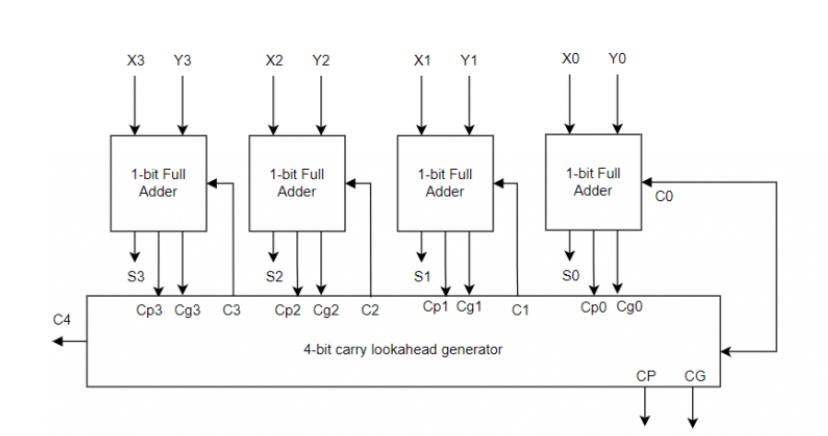 X3 Y3 X2 Y2 X1 Y1 X0 Y0
1-bit Full Adder
1-bit Full Adder
1-bit Full Adder
1-bit Full Adder
C0
S3 S2 S1 S0
Cp3 Cg3 C3 Cp2 Cg2 C2 Cp1 Cg1 C1 Cp0 Cg0
C4
4-bit carry lookahead generator
CP CG